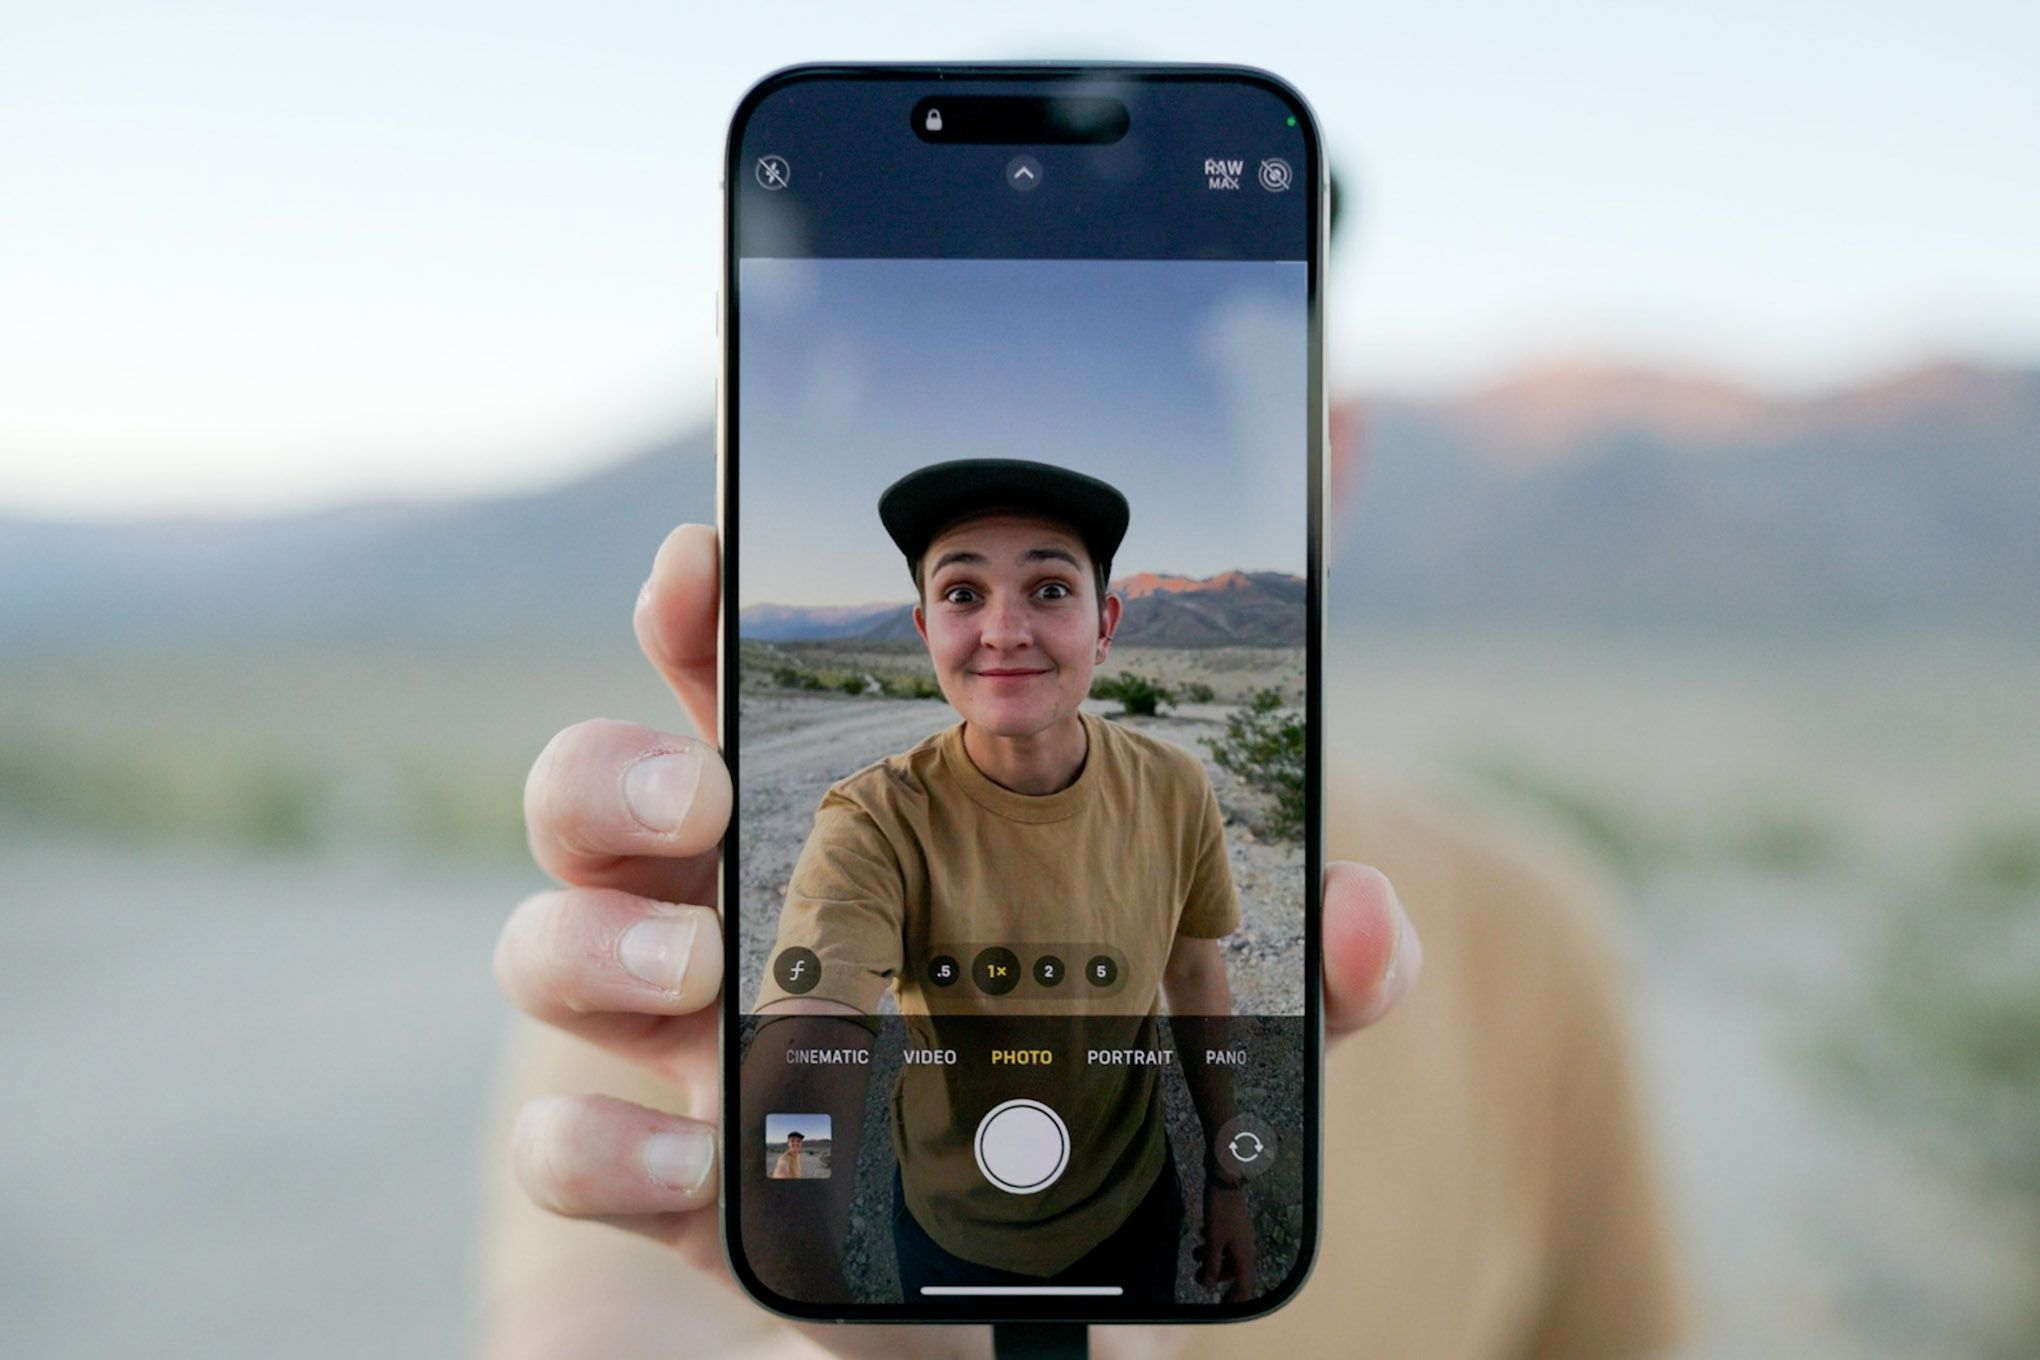 RAW
MAX
f
.5 1× 2 5
CINEMATIC VIDEO PHOTO PORTRAIT PANO